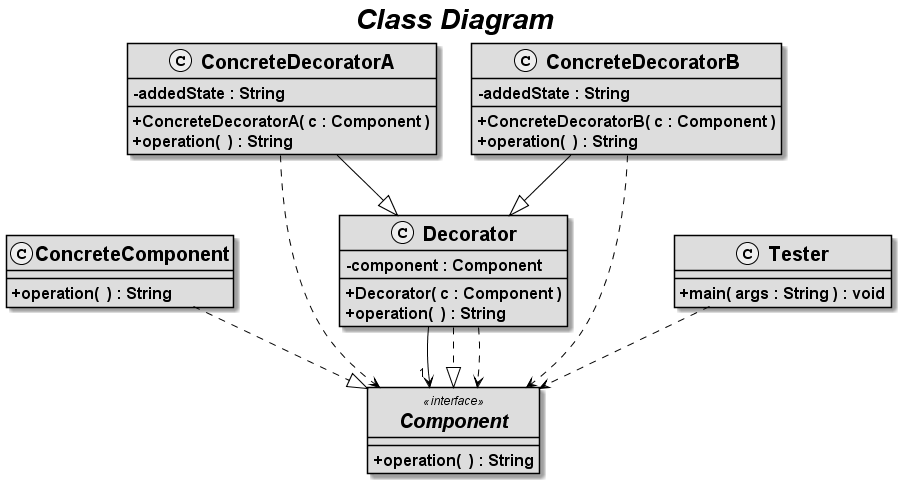 Class Diagram
C ConcreteDecoratorA
-addedState : String
+ConcreteDecoratorA( c : Component )
+operation( ) : String
C ConcreteDecoratorB
-addedState : String
+ConcreteDecoratorB( c : Component )
+operation( ) : String
C ConcreteComponent
+operation( ) : String
C Decorator
-component : Component
+Decorator( c : Component )
+operation( ) : String
C Tester
+main( args : String ) : void
1
«interface»
Component
+operation( ) : String